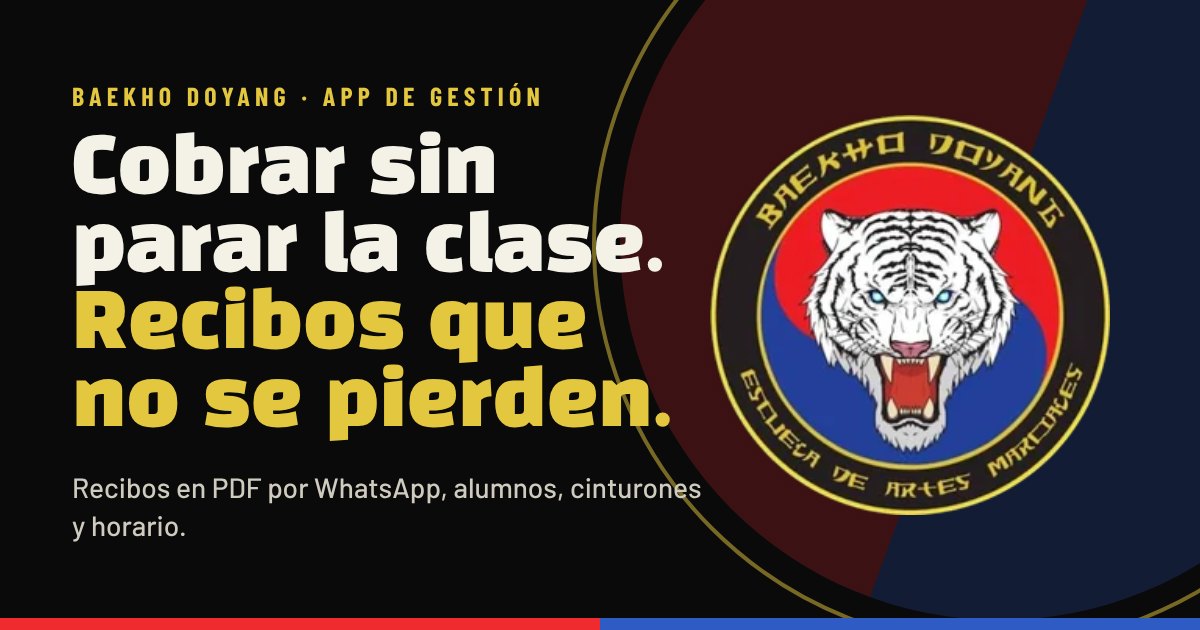 BAEKHO DOYANG · APP DE GESTIÓN
Cobrar sin
parar la clase.
Recibos que
no se pierden.
Recibos en PDF por WhatsApp, alumnos, cinturones
y horario.
BAEKHO DOYANG
ESCUELA DE ARTES MARCIALES